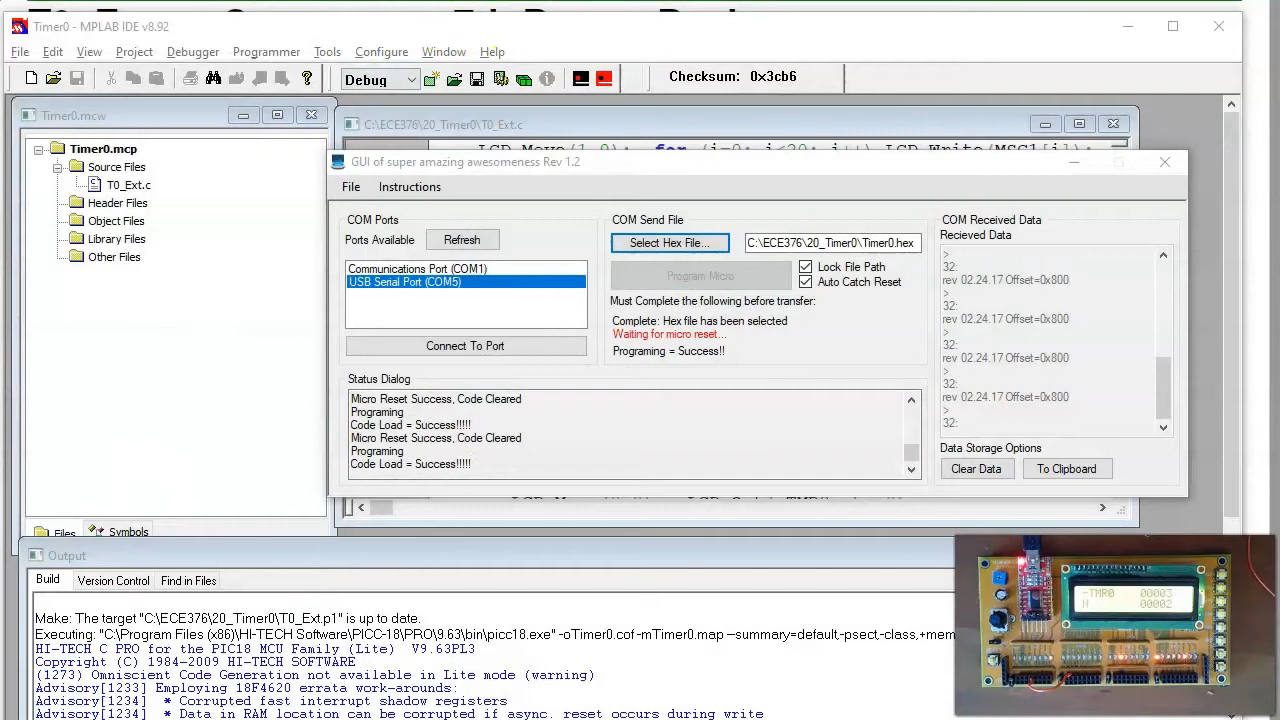 Timer0 - MPLAB IDE v8.92
File Edit View Project Debugger Programmer Tools Configure Window Help
Debug
Checksum: 0x3cb6
Timer0.mcw
Timer0.mcp
Source Files
T0_Ext.c
Header Files
Object Files
Library Files
Other Files
Files
Symbols
C:\ECE376\20_Timer0\T0_Ext.c
GUI of super amazing awesomeness Rev 1.2
File Instructions
COM Ports
Ports Available
Refresh
Communications Port (COM1)
USB Serial Port (COM5)
Connect To Port
COM Send File
Select Hex File...
C:\ECE376\20_Timer0\Timer0.hex
Program Micro
Lock File Path
Auto Catch Reset
Must Complete the following before transfer:
Complete: Hex file has been selected
Waiting for micro reset...
Programing = Success!!
COM Received Data
Recieved Data
>
32:
rev 02.24.17 Offset=0x800
>
32:
rev 02.24.17 Offset=0x800
>
32:
rev 02.24.17 Offset=0x800
>
32:
rev 02.24.17 Offset=0x800
>
32:
Data Storage Options
Clear Data
To Clipboard
Status Dialog
Micro Reset Success, Code Cleared
Programing
Code Load = Success!!!!!
Micro Reset Success, Code Cleared
Programing
Code Load = Success!!!!!
Output
Build
Version Control
Find in Files
Make: The target "C:\ECE376\20_Timer0\T0_Ext.p1" is up to date.
Executing: "C:\Program Files (x86)\HI-TECH Software\PICC-18\PRO\9.63\bin\picc18.exe" -oTimer0.cof -mTimer0.map --summary=default,-psect,-class,+mem
HI-TECH C PRO for the PIC18 MCU Family (Lite) V9.63PL3
Copyright (C) 1984-2009 HI-TECH SOFTWARE
(1273) Omniscient Code Generation not available in Lite mode (warning)
Advisory[1233] Employing 18F4620 errata work-arounds:
Advisory[1234] * Corrupted fast interrupt shadow registers
Advisory[1234] * Data in RAM location can be corrupted if async. reset occurs during write
-TMR0 00003
N 00002